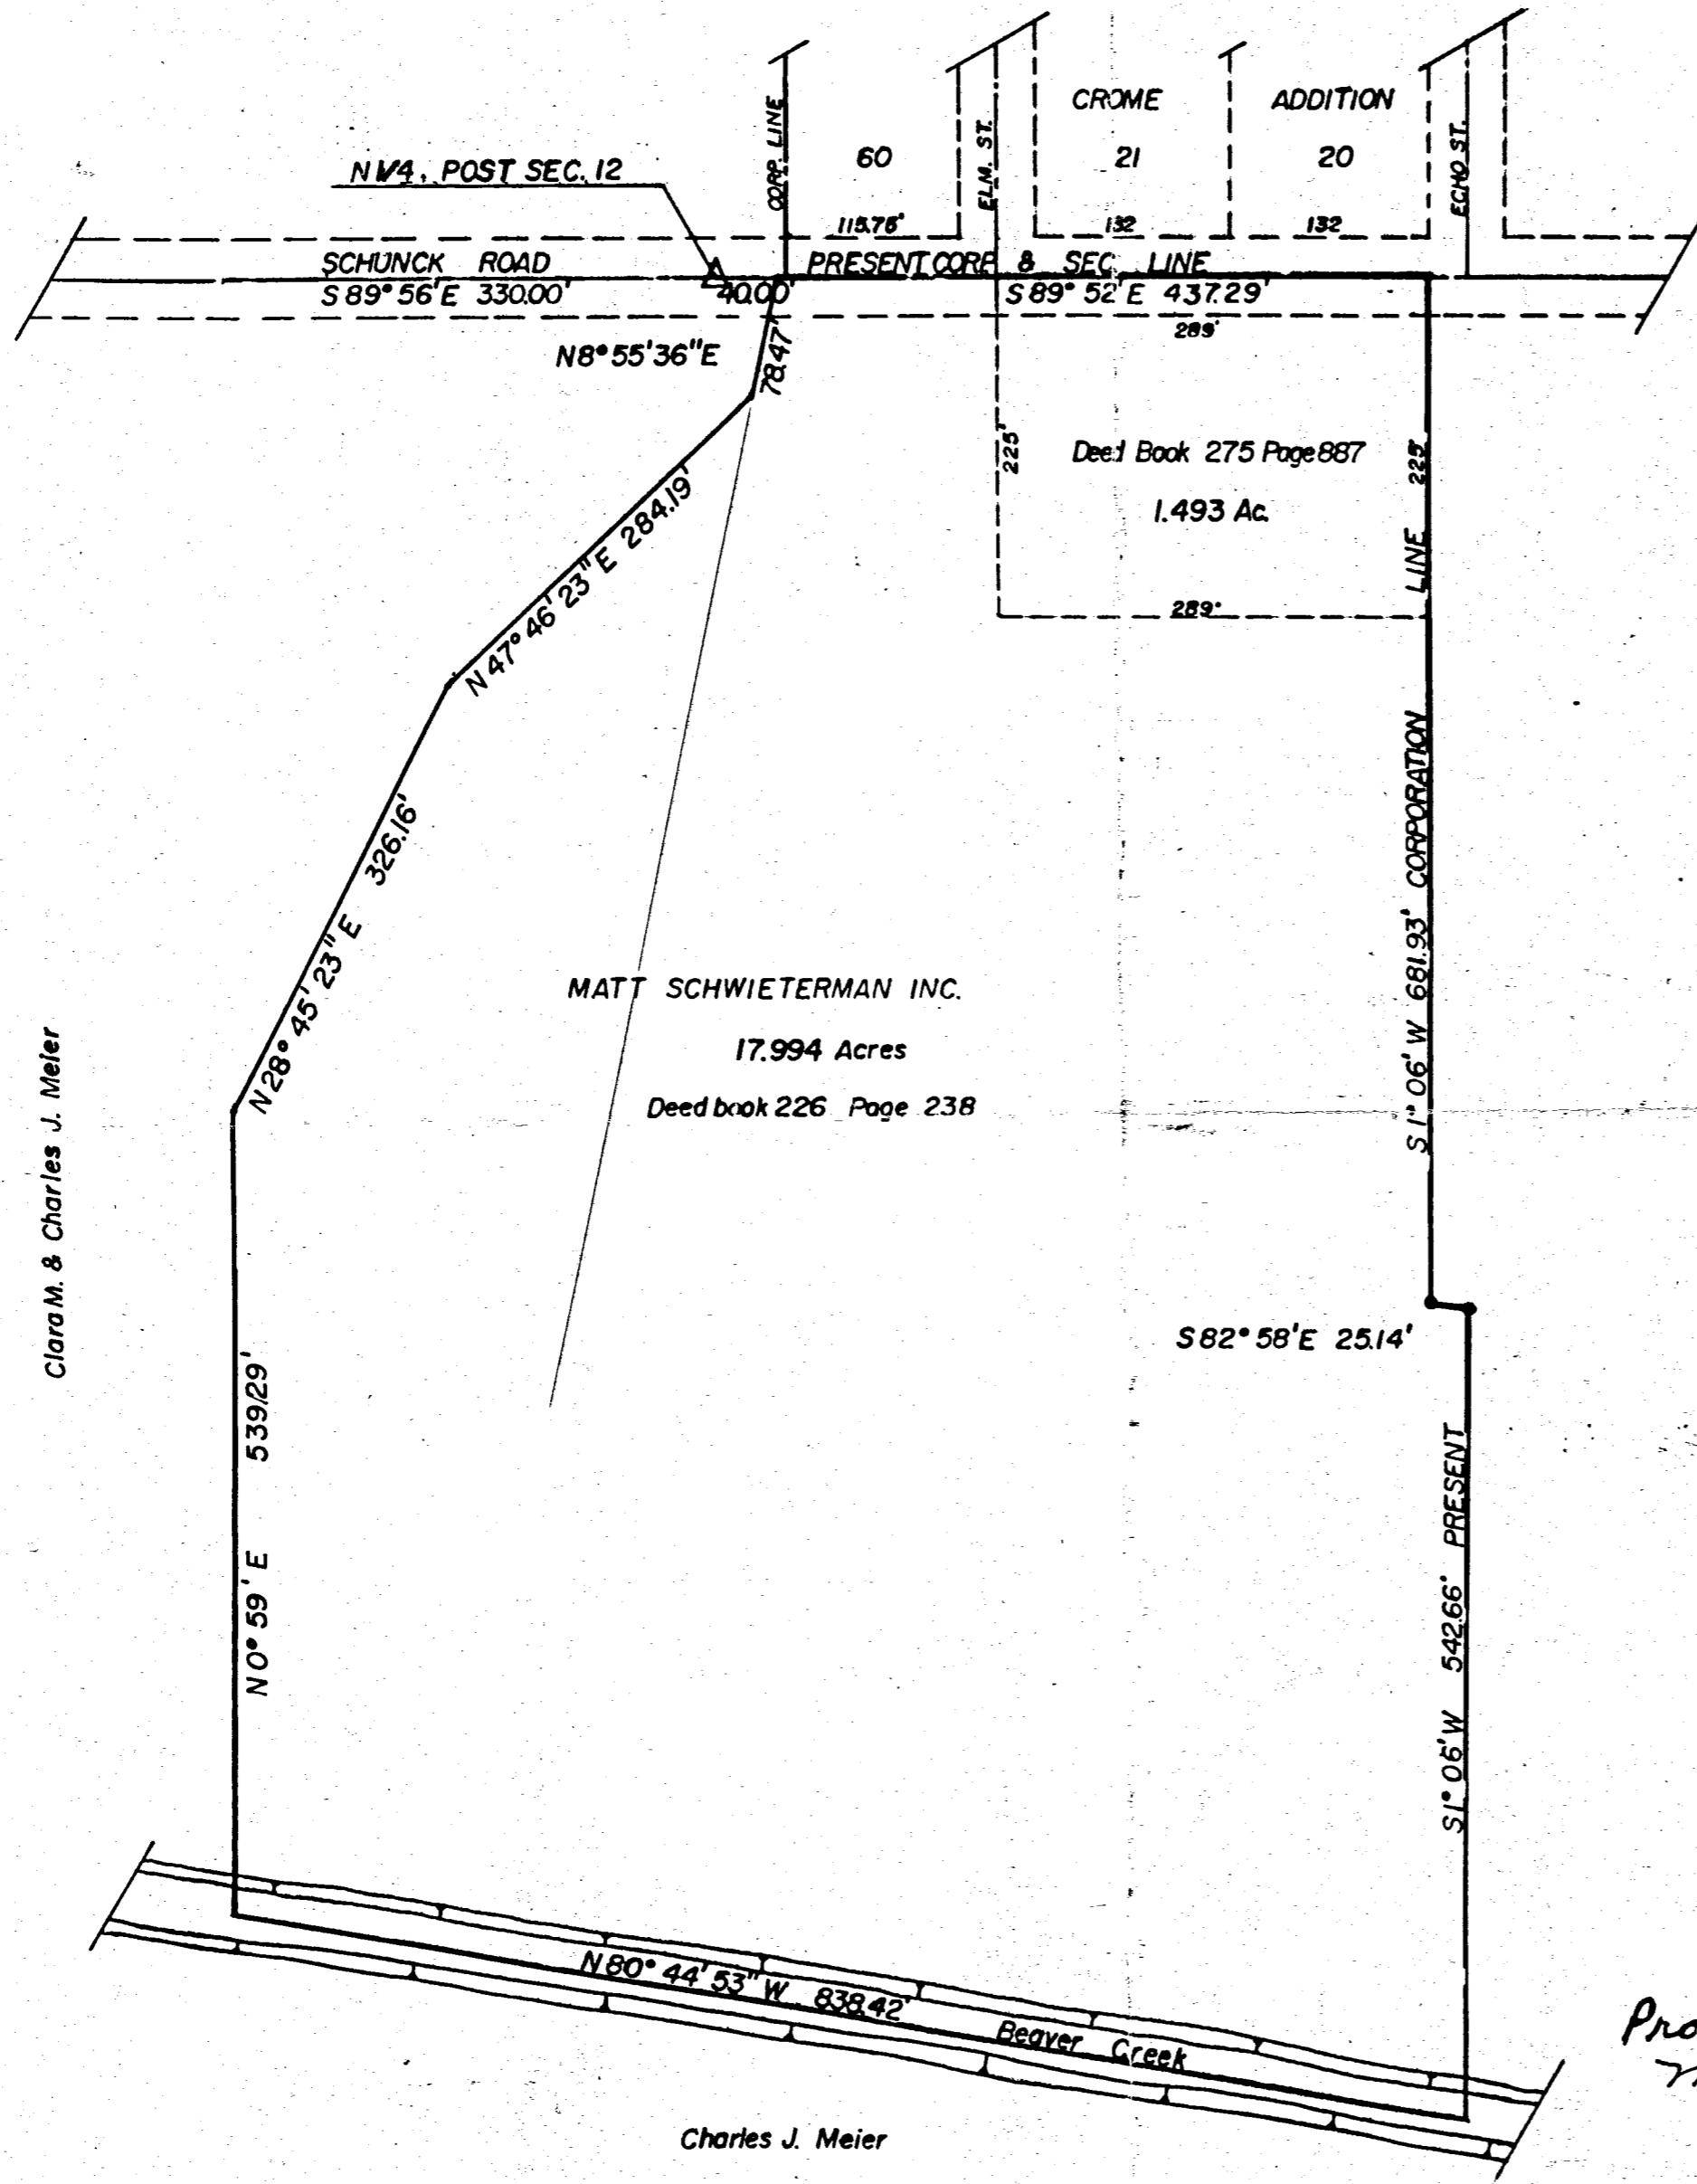 CROME ADDITION
60 21 20
CORP. LINE
ELM. ST.
ECHO ST.
N 1/4, POST SEC. 12
115.75' 132 132
SCHUNCK ROAD
PRESENT CORP. & SEC. LINE
S 89° 56' E 330.00'
40.00'
S 89° 52' E 437.29'
289'
N 8° 55' 36" E
78.47'
225'
Deed Book 275 Page 887
1.493 Ac.
225'
289'
N 47° 46' 23" E 284.19'
N 28° 45' 23" E 326.16'
S 1° 06' W 681.93' CORPORATION LINE
MATT SCHWIETERMAN INC.
17.994 Acres
Deed book 226 Page 238
Clara M. & Charles J. Meier
S 82° 58' E 25.14'
N 0° 59' E 539.29'
S 1° 06' W 542.66' PRESENT
N 80° 44' 53" W 838.42'
Beaver Creek
Charles J. Meier